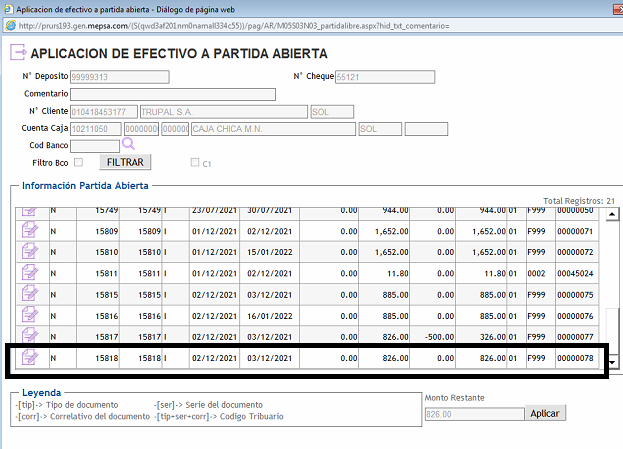 Aplicacion de efectivo a partida abierta - Diálogo de página web
http://prurs193.gen.mepsa.com/(S(qwd3af201nm0namall334c55))/pag/AR/M05S03N03_partidalibre.aspx?hid_txt_comentario=
APLICACION DE EFECTIVO A PARTIDA ABIERTA
N° Deposito 99999313 N° Cheque 55121
Comentario
N° Cliente 010418453177 TRUPAL S.A. SOL
Cuenta Caja 10211050 0000000 00000 CAJA CHICA M.N. SOL
Cod Banco
Filtro Bco FILTRAR C1
Información Partida Abierta
Total Registros: 21
N 15749 15749 I 23/07/2021 30/07/2021 0.00 944.00 0.00 944.00 01 F999 00000050
N 15809 15809 I 01/12/2021 02/12/2021 0.00 1,652.00 0.00 1,652.00 01 F999 00000071
N 15810 15810 I 01/12/2021 15/01/2022 0.00 1,652.00 0.00 1,652.00 01 F999 00000072
N 15811 15811 I 01/12/2021 02/12/2021 0.00 11.80 0.00 11.80 01 0002 00045024
N 15815 15815 I 02/12/2021 03/12/2021 0.00 885.00 0.00 885.00 01 F999 00000075
N 15816 15816 I 02/12/2021 16/01/2022 0.00 885.00 0.00 885.00 01 F999 00000076
N 15817 15817 I 02/12/2021 03/12/2021 0.00 826.00 -500.00 326.00 01 F999 00000077
N 15818 15818 I 02/12/2021 03/12/2021 0.00 826.00 0.00 826.00 01 F999 00000078
Leyenda
-[tip]-> Tipo de documento -[ser]-> Serie del documento
-[corr]-> Correlativo del documento -[tip+ser+corr]-> Codigo Tributario
Monto Restante
826.00 Aplicar